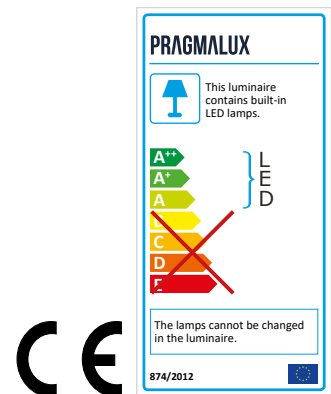 PRAGMALUX
This luminaire
contains built-in
LED lamps.
A++
A+
A
L
E
D
B
C
D
E
The lamps cannot be changed
in the luminaire.
874/2012
CE